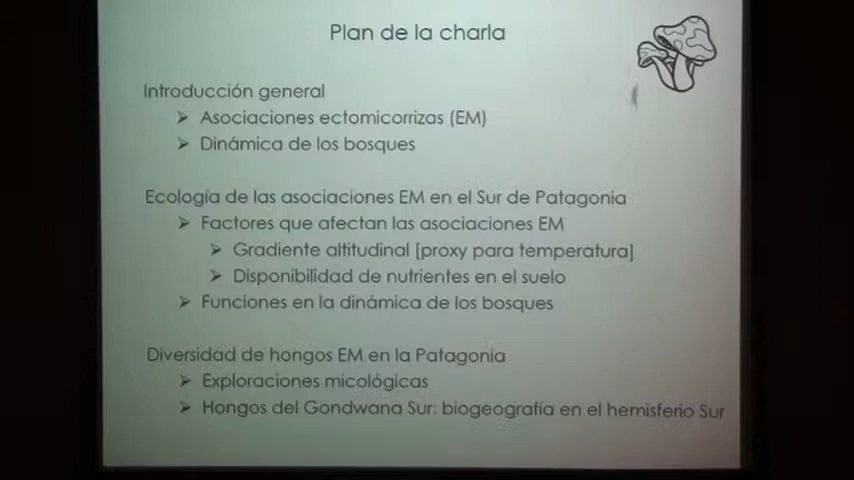 Plan de la charla
Introducción general
➢ Asociaciones ectomicorrizas (EM)
➢ Dinámica de los bosques
Ecología de las asociaciones EM en el Sur de Patagonia
➢ Factores que afectan las asociaciones EM
➢ Gradiente altitudinal [proxy para temperatura]
➢ Disponibilidad de nutrientes en el suelo
➢ Funciones en la dinámica de los bosques
Diversidad de hongos EM en la Patagonia
➢ Exploraciones micológicas
➢ Hongos del Gondwana Sur: biogeografía en el hemisferio Sur